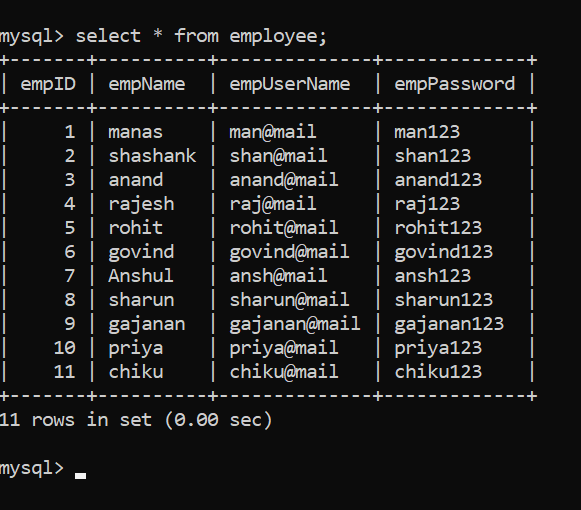 mysql> select * from employee;
+-------+----------+--------------+-------------+
| empID | empName  | empUserName  | empPassword |
+-------+----------+--------------+-------------+
|     1 | manas    | man@mail     | man123      |
|     2 | shashank | shan@mail    | shan123     |
|     3 | anand    | anand@mail   | anand123    |
|     4 | rajesh   | raj@mail     | raj123      |
|     5 | rohit    | rohit@mail   | rohit123    |
|     6 | govind   | govind@mail  | govind123   |
|     7 | Anshul   | ansh@mail    | ansh123     |
|     8 | sharun   | sharun@mail  | sharun123   |
|     9 | gajanan  | gajanan@mail | gajanan123  |
|    10 | priya    | priya@mail   | priya123    |
|    11 | chiku    | chiku@mail   | chiku123    |
+-------+----------+--------------+-------------+
11 rows in set (0.00 sec)
mysql>